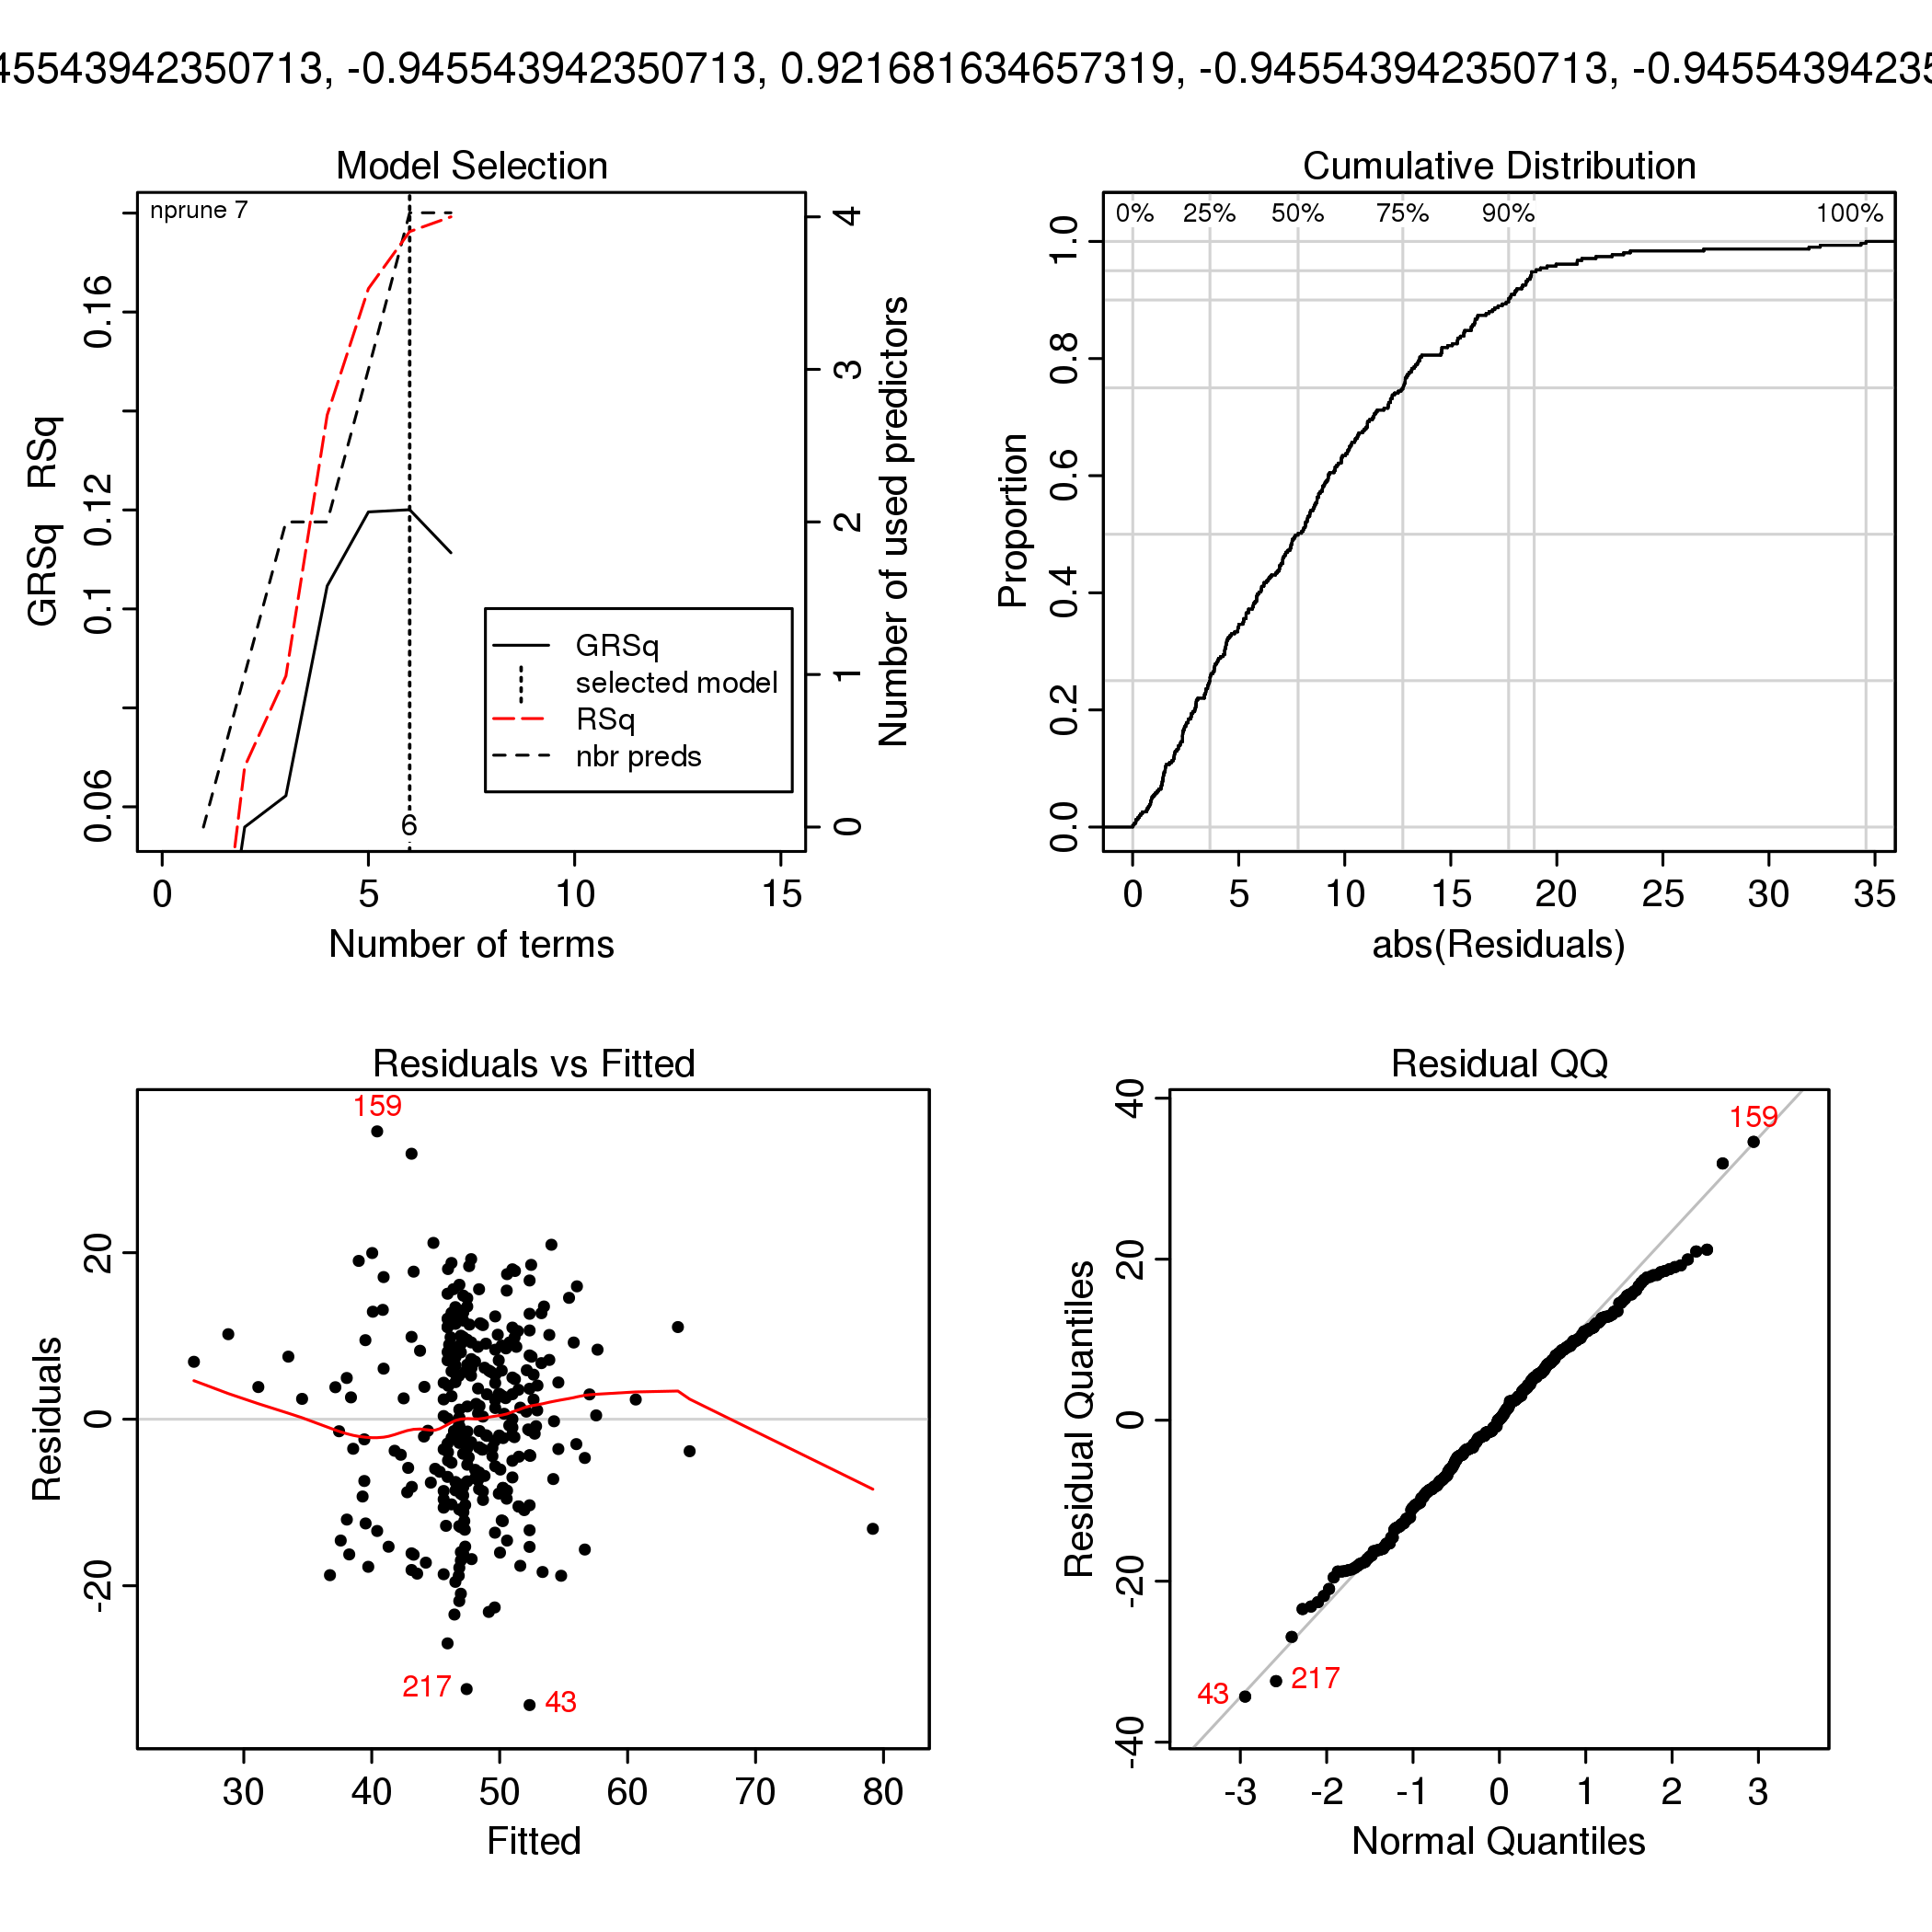 45543942350713, -0.945543942350713, 0.921681634657319, -0.945543942350713, -0.94554394235
Model Selection
nprune 7
GRSq RSq
0.06 0.1 0.12 0.16
0 1 2 3 4
Number of used predictors
GRSq
selected model
RSq
nbr preds
6
0 5 10 15
Number of terms
Cumulative Distribution
0% 25% 50% 75% 90% 100%
Proportion
0.0 0.2 0.4 0.6 0.8 1.0
0 5 10 15 20 25 30 35
abs(Residuals)
Residuals vs Fitted
159
217
43
Residuals
-20 0 20
30 40 50 60 70 80
Fitted
Residual QQ
159
217
43
Residual Quantiles
-40 -20 0 20 40
-3 -2 -1 0 1 2 3
Normal Quantiles